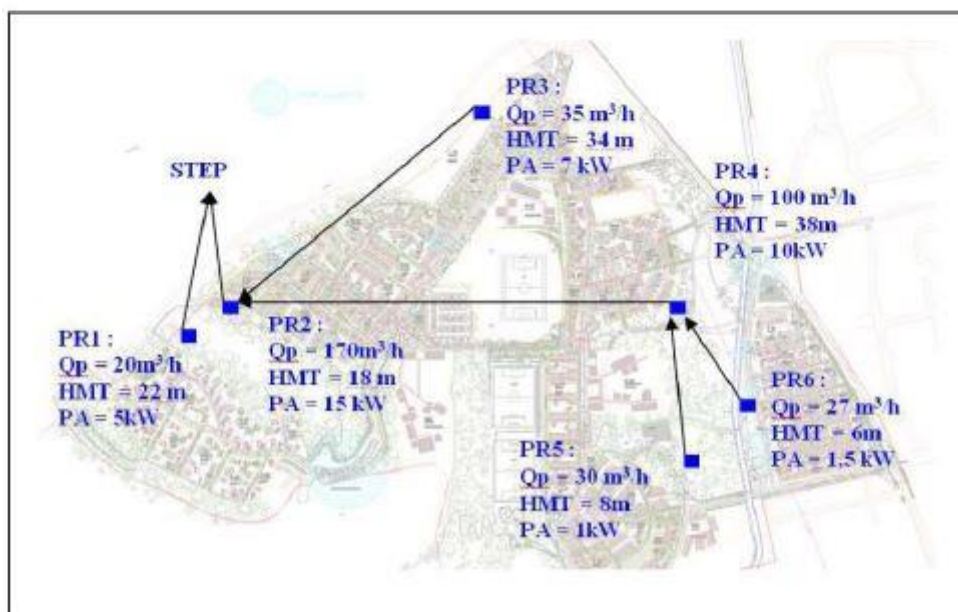 PR3 :
Qp = 35 m³/h
HMT = 34 m
PA = 7 kW
STEP
PR4 :
Qp = 100 m³/h
HMT = 38m
PA = 10kW
PR1 :
Qp = 20m³/h
HMT = 22 m
PA = 5kW
PR2 :
Qp = 170m³/h
HMT = 18 m
PA = 15 kW
PR6 :
Qp = 27 m³/h
HMT = 6m
PA = 1,5 kW
PR5 :
Qp = 30 m³/h
HMT = 8m
PA = 1kW